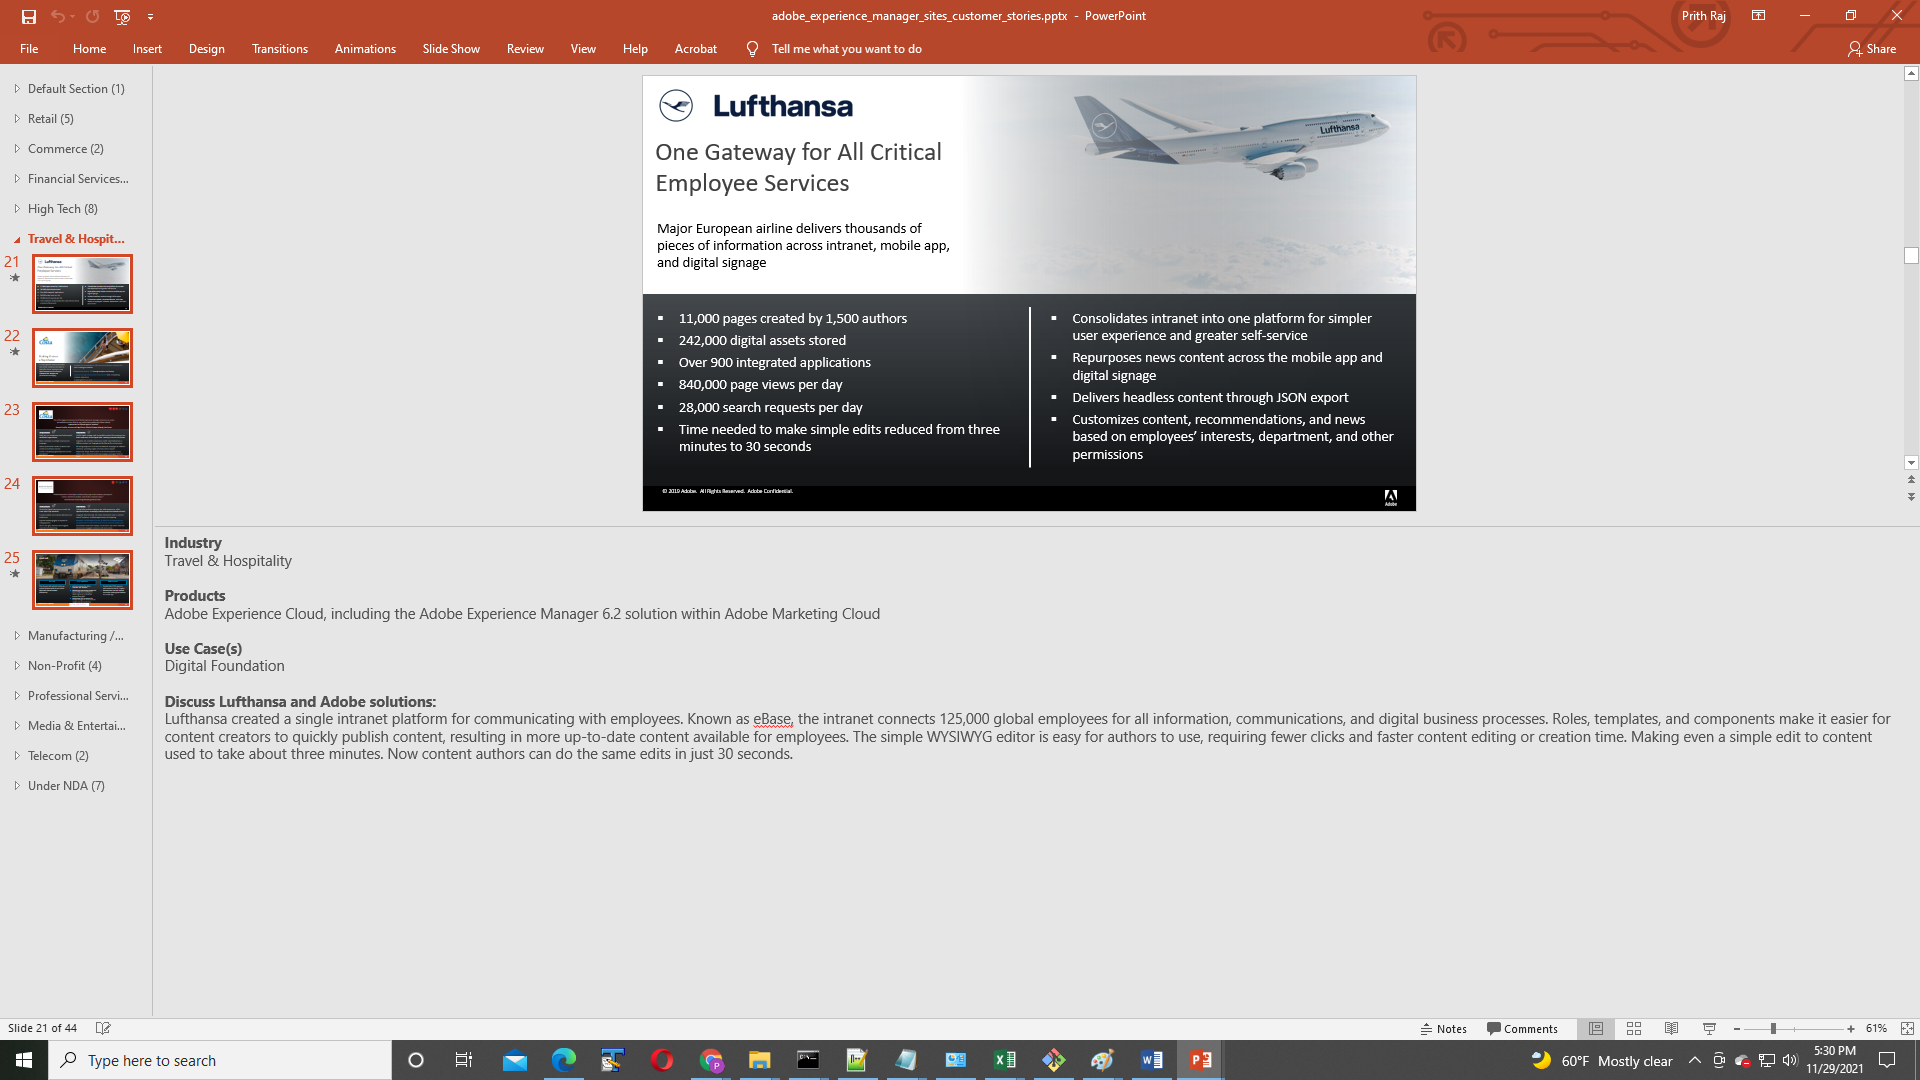 adobe_experience_manager_sites_customer_stories.pptx - PowerPoint
Prith Raj
File Home Insert Design Transitions Animations Slide Show Review View Help Acrobat Tell me what you want to do
Share
Default Section (1)
Retail (5)
Commerce (2)
Financial Services...
High Tech (8)
Travel & Hospit...
21
22
23
24
25
Manufacturing /...
Non-Profit (4)
Professional Servi...
Media & Entertai...
Telecom (2)
Under NDA (7)
Lufthansa
Lufthansa
One Gateway for All Critical
Employee Services
Major European airline delivers thousands of
pieces of information across intranet, mobile app,
and digital signage
▪ 11,000 pages created by 1,500 authors
▪ 242,000 digital assets stored
▪ Over 900 integrated applications
▪ 840,000 page views per day
▪ 28,000 search requests per day
▪ Time needed to make simple edits reduced from three
minutes to 30 seconds
▪ Consolidates intranet into one platform for simpler
user experience and greater self-service
▪ Repurposes news content across the mobile app and
digital signage
▪ Delivers headless content through JSON export
▪ Customizes content, recommendations, and news
based on employees’ interests, department, and other
permissions
© 2019 Adobe. All Rights Reserved. Adobe Confidential.
Adobe
Industry
Travel & Hospitality
Products
Adobe Experience Cloud, including the Adobe Experience Manager 6.2 solution within Adobe Marketing Cloud
Use Case(s)
Digital Foundation
Discuss Lufthansa and Adobe solutions:
Lufthansa created a single intranet platform for communicating with employees. Known as eBase, the intranet connects 125,000 global employees for all information, communications, and digital business processes. Roles, templates, and components make it easier for
content creators to quickly publish content, resulting in more up-to-date content available for employees. The simple WYSIWYG editor is easy for authors to use, requiring fewer clicks and faster content editing or creation time. Making even a simple edit to content
used to take about three minutes. Now content authors can do the same edits in just 30 seconds.
Slide 21 of 44
Notes
Comments
61%
Type here to search
60°F Mostly clear
5:30 PM
11/29/2021